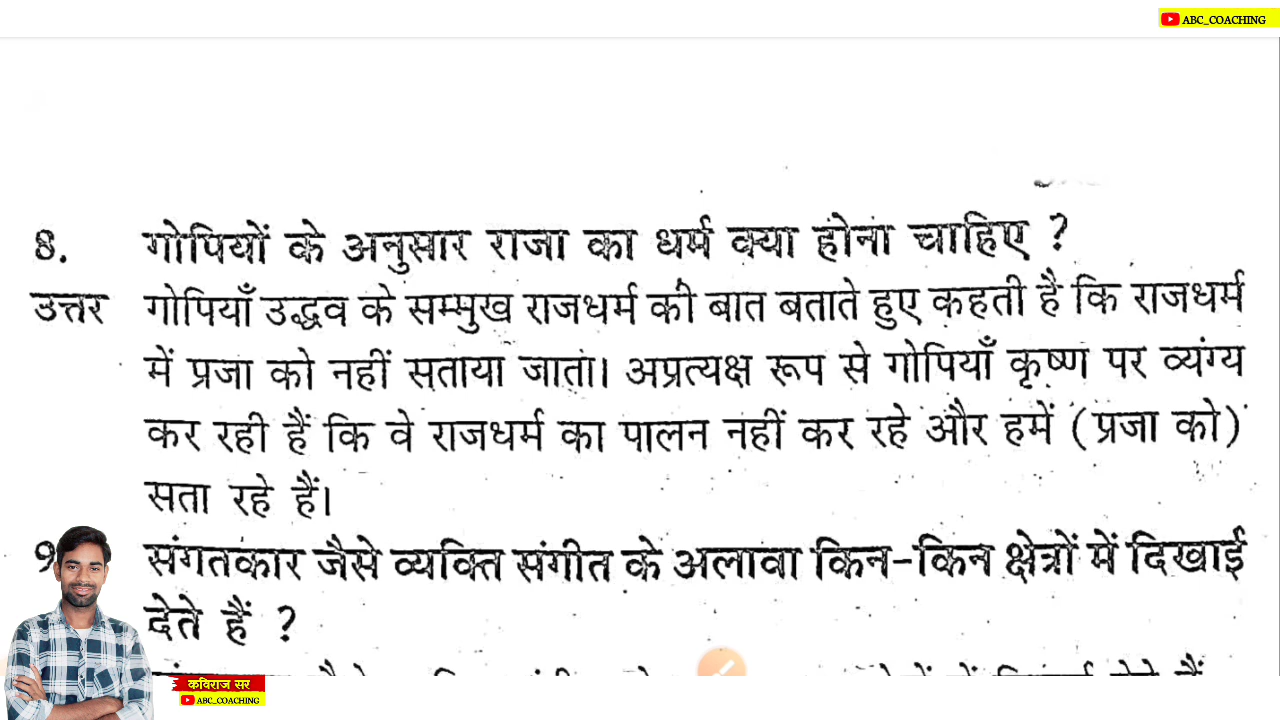 ABC_COACHING
8. गोपियों के अनुसार राजा का धर्म क्या होना चाहिए ?
उत्तर गोपियाँ उद्धव के सम्मुख राजधर्म की बात बताते हुए कहती हैं कि राजधर्म
में प्रजा को नहीं सताया जाता। अप्रत्यक्ष रूप से गोपियाँ कृष्ण पर व्यंग्य
कर रही हैं कि वे राजधर्म का पालन नहीं कर रहे और हमें (प्रजा को)
सता रहे हैं।
9 संगतकार जैसे व्यक्ति संगीत के अलावा किन-किन क्षेत्रों में दिखाई
देते हैं ?
कविराज सर
ABC_COACHING